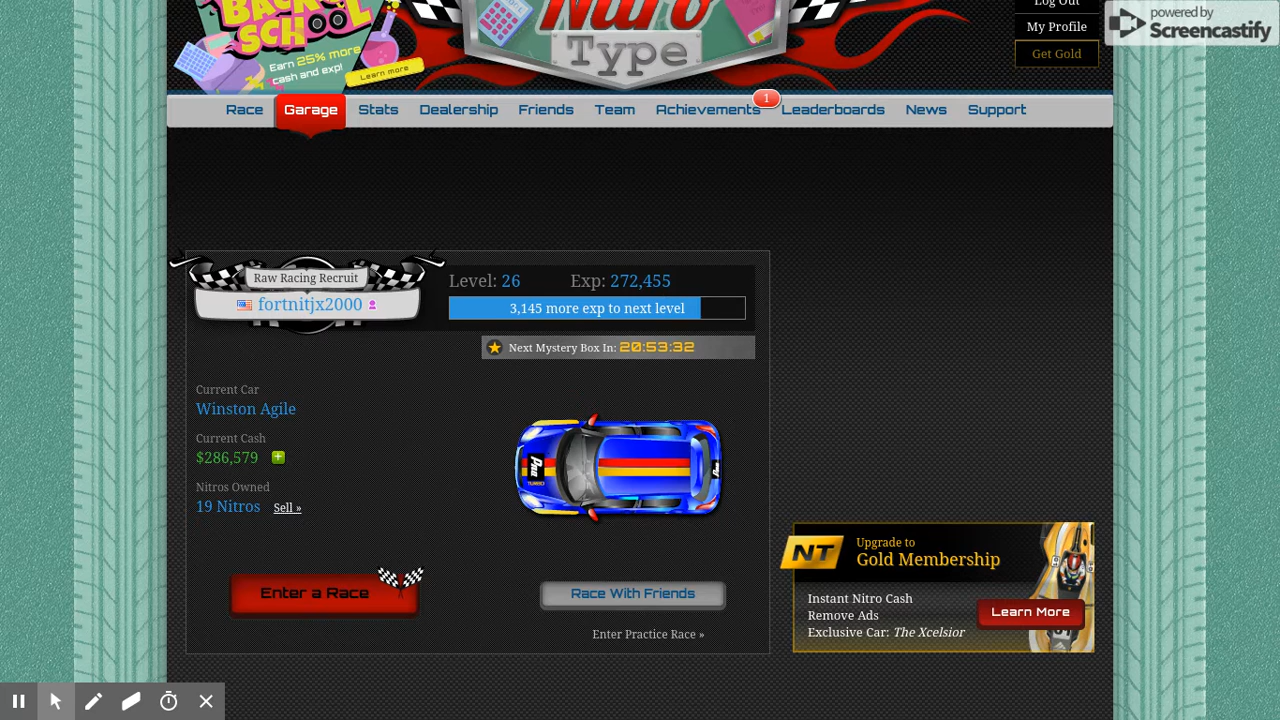 BACK 2
SCHOOL
Earn 25% more
cash and exp!
Learn more
Nitro
Type
Log Out
My Profile
Get Gold
powered by
Screencastify
Race Garage Stats Dealership Friends Team Achievements 1 Leaderboards News Support
Raw Racing Recruit
fortnitjx2000
Level: 26 Exp: 272,455
3,145 more exp to next level
Next Mystery Box In: 20:53:32
Current Car
Winston Agile
Current Cash
$286,579 +
Nitros Owned
19 Nitros Sell »
Enter a Race
Race With Friends
Enter Practice Race »
NT
Upgrade to
Gold Membership
Instant Nitro Cash
Remove Ads
Exclusive Car: The Xcelsior
Learn More